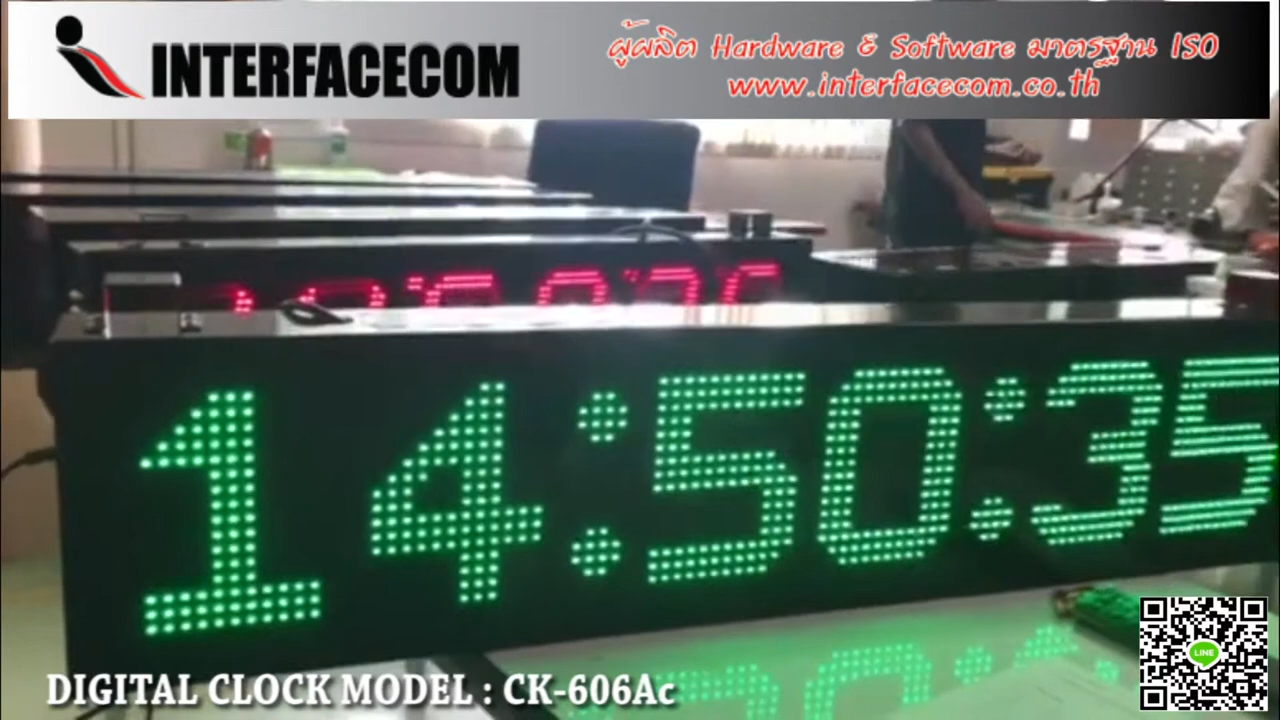 INTERFACECOM
ผู้ผลิต Hardware & Software มาตรฐาน ISO
www.interfacecom.co.th
14:50:35
DIGITAL CLOCK MODEL : CK-606Ac
LINE